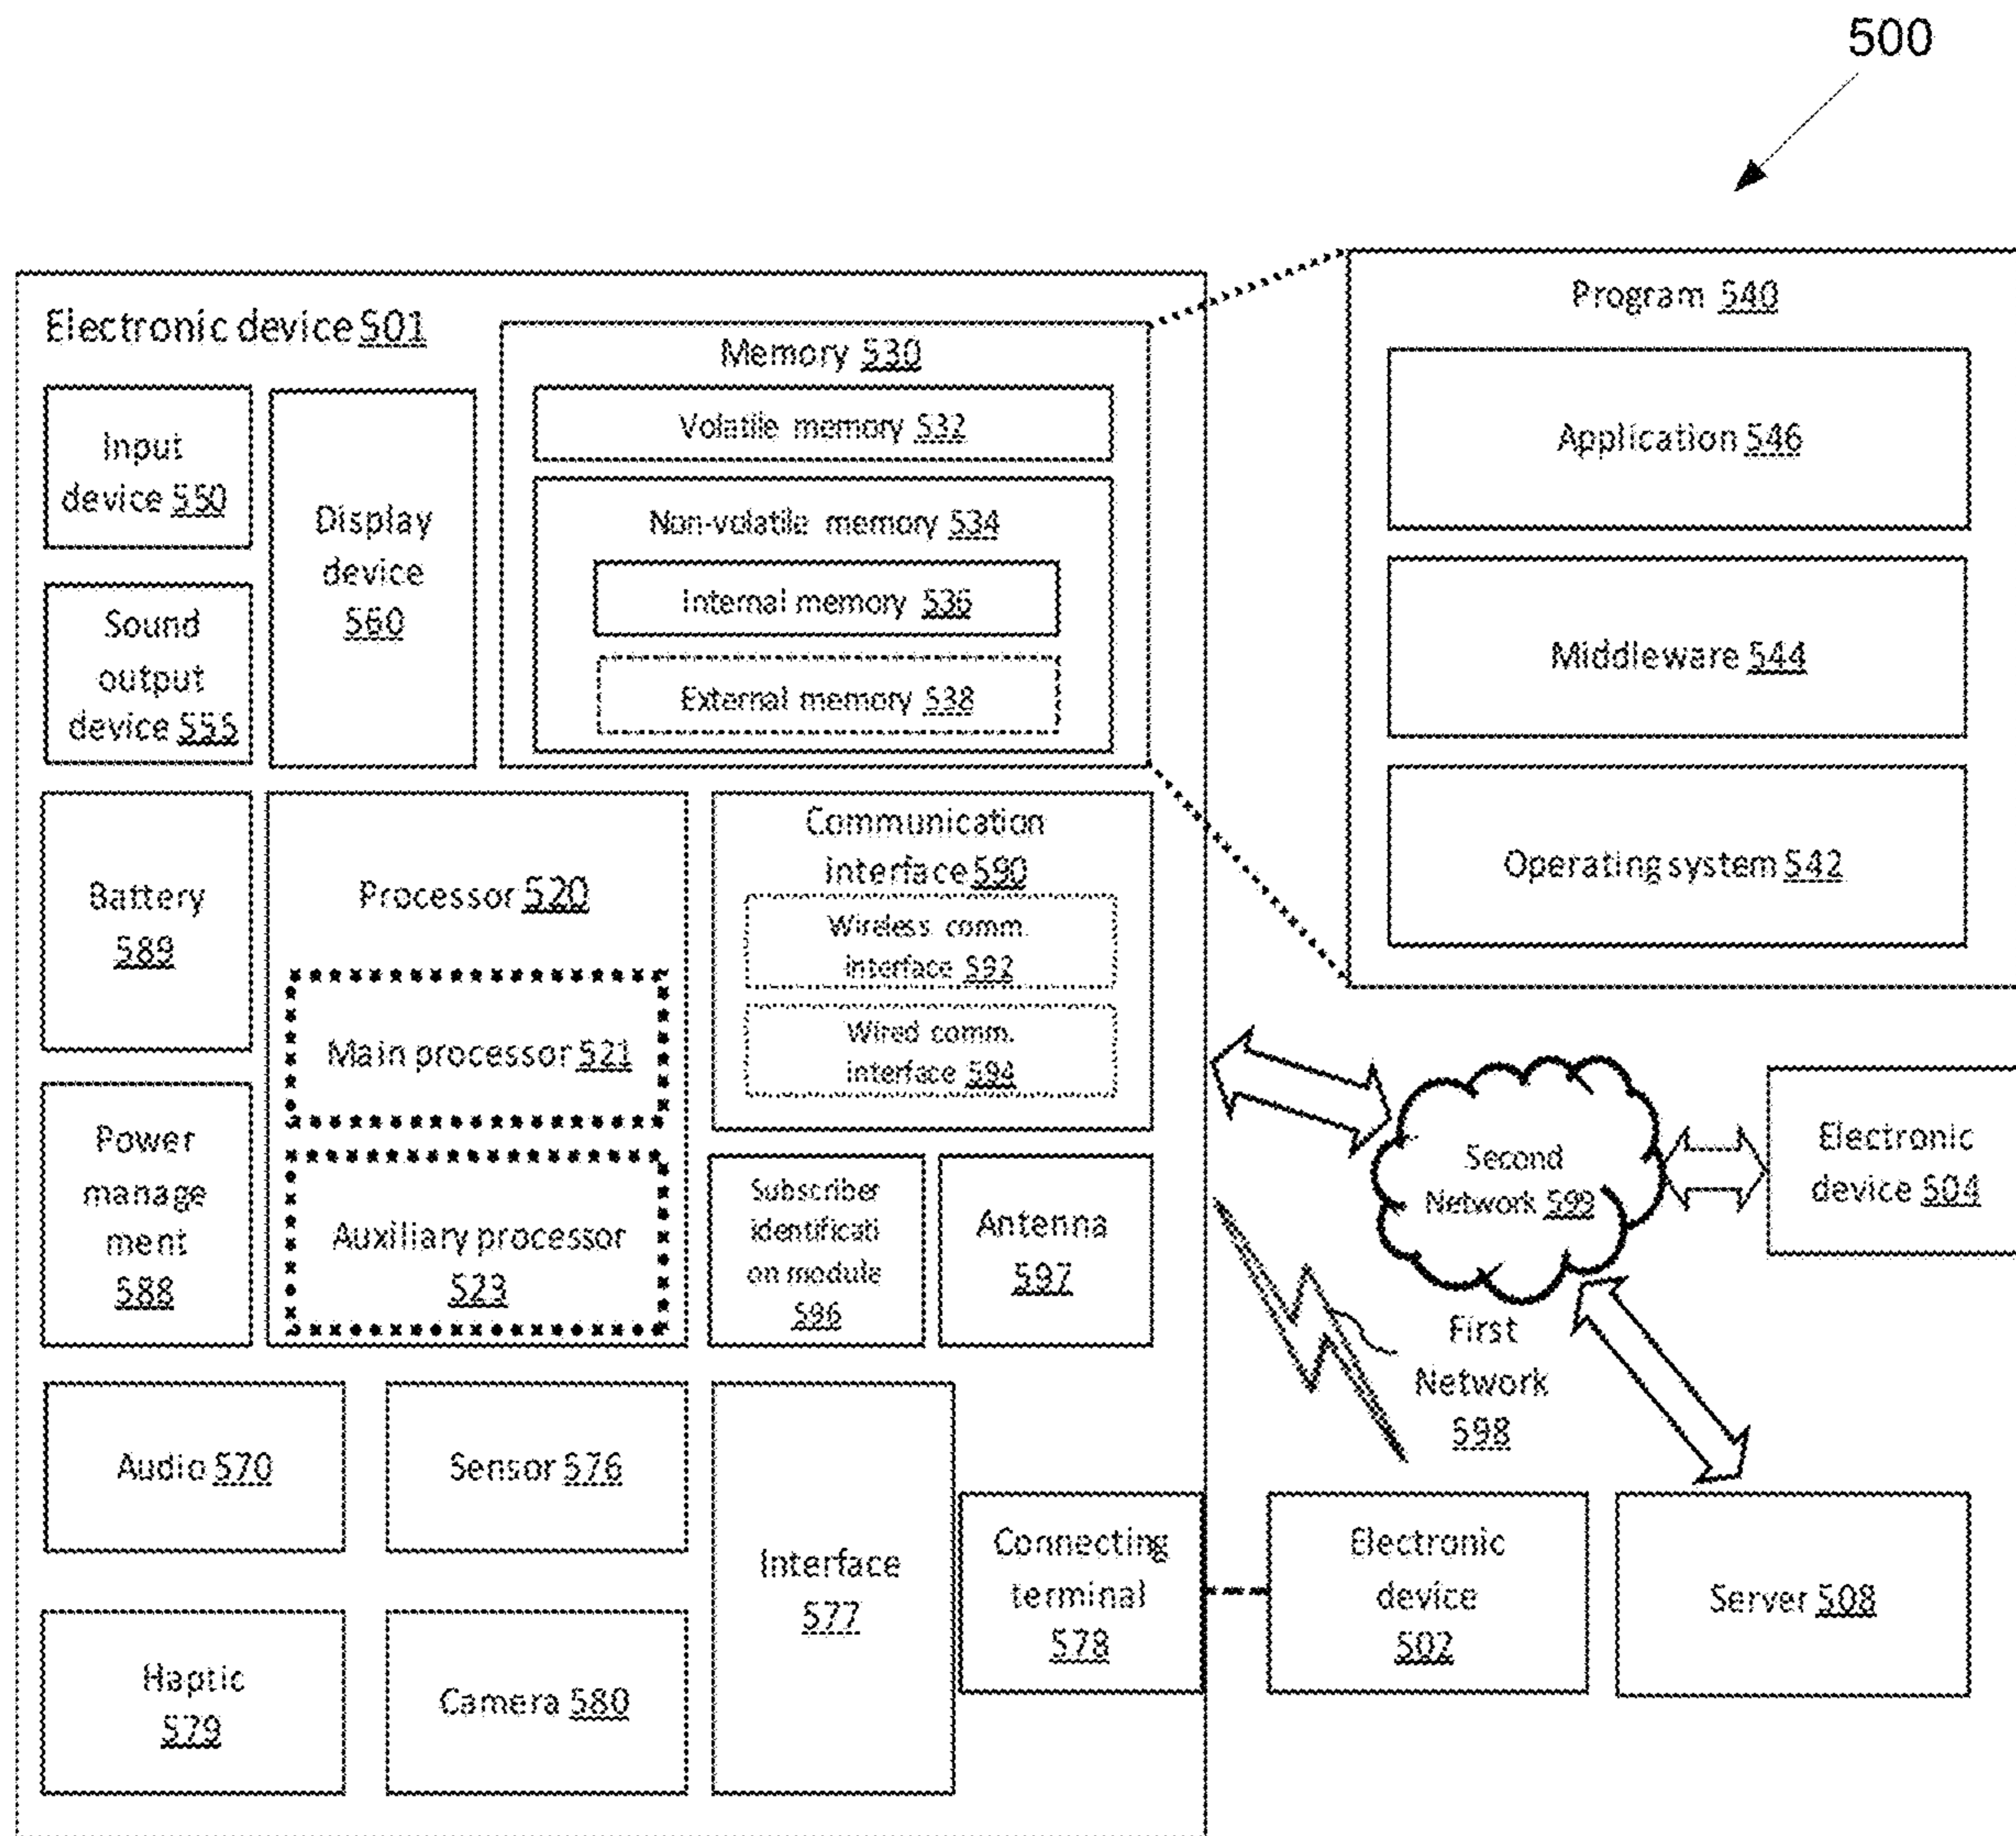 500
Electronic device 501
Input
device 550
Sound
output
device 555
Display
device
560
Memory 530
Volatile memory 532
Non-volatile memory 534
Internal memory 536
External memory 538
Program 540
Application 546
Middleware 544
Operating system 542
Battery
589
Power
manage
ment
588
Processor 520
Main processor 521
Auxiliary processor
523
Communication
interface 590
Wireless comm.
interface 592
Wired comm.
interface 594
Subscriber
identificati
on module
596
Antenna
597
Second
Network 599
Electronic
device 504
First
Network
598
Audio 570
Sensor 576
Interface
577
Connecting
terminal
578
Electronic
device
502
Server 508
Haptic
579
Camera 580